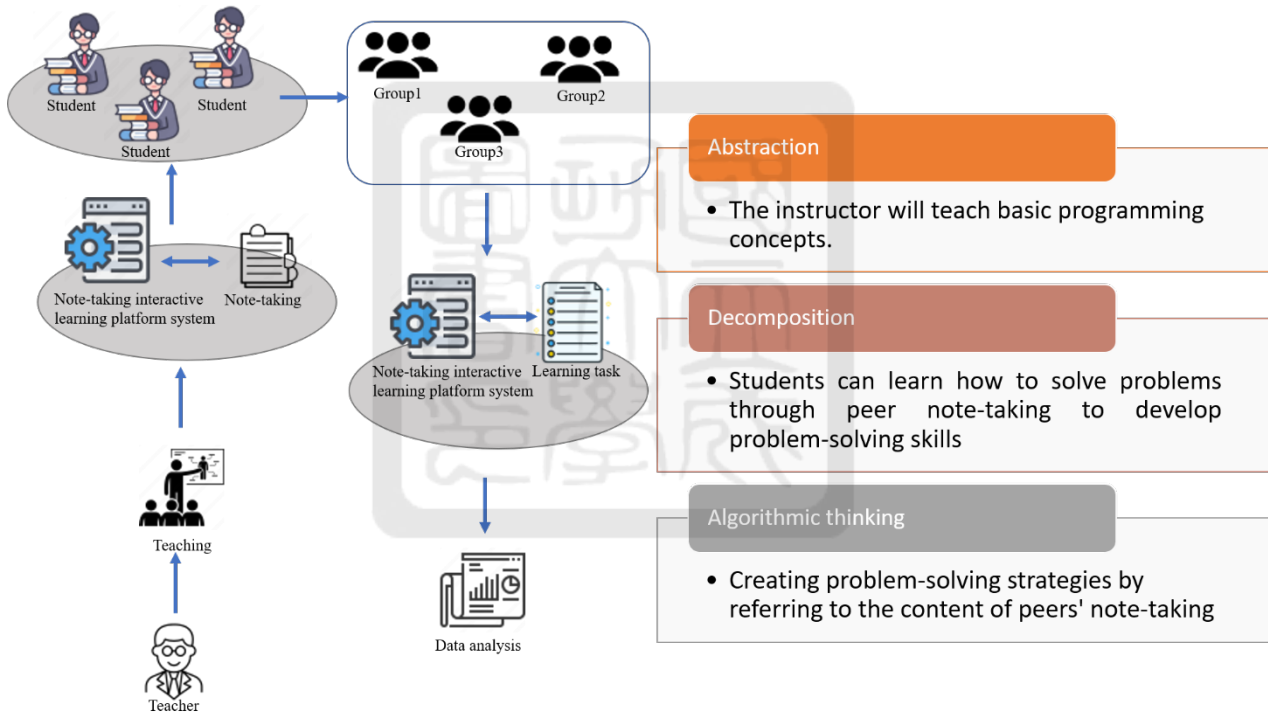 Student
Student
Student
Group1
Group2
Group3
Note-taking interactive
learning platform system
Note-taking
Note-taking interactive
learning platform system
Learning task
Teaching
Data analysis
Teacher
Abstraction
• The instructor will teach basic programming
concepts.
Decomposition
• Students can learn how to solve problems
through peer note-taking to develop
problem-solving skills
Algorithmic thinking
• Creating problem-solving strategies by
referring to the content of peers' note-taking